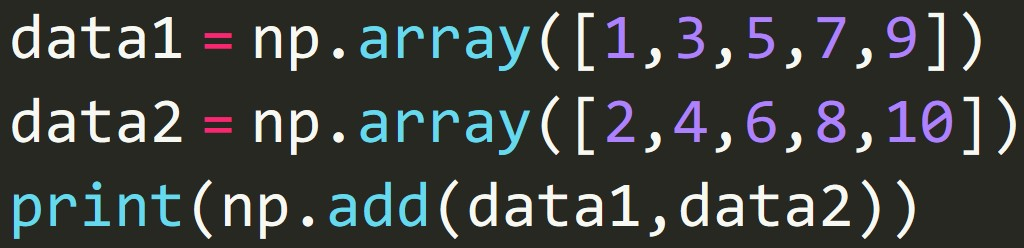 data1 = np.array([1,3,5,7,9])
data2 = np.array([2,4,6,8,10])
print(np.add(data1,data2))